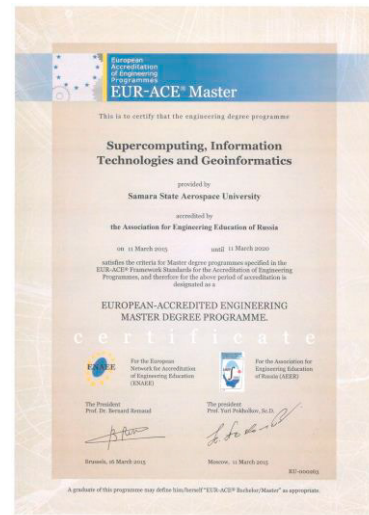 European
Accreditation
of Engineering
Programmes
EUR-ACE® Master
This is to certify that the engineering degree programme
Supercomputing, Information
Technologies and Geoinformatics
provided by
Samara State Aerospace University
accredited by
the Association for Engineering Education of Russia
on 11 March 2015 until 11 March 2020
satisfies the criteria for Master degree programmes specified in the
EUR-ACE® Framework Standards for the Accreditation of Engineering
Programmes, and therefore for the above period of accreditation is
designated as a
EUROPEAN-ACCREDITED ENGINEERING
MASTER DEGREE PROGRAMME.
certificate
ENAEE
For the European
Network for Accreditation
of Engineering Education
(ENAEE)
For the Association for
Engineering Education
of Russia (AEER)
The President
Prof. Dr. Bernard Remaud
The president
Prof. Yuri Pokholkov, Sc.D.
Brussels, 16 March 2015
Moscow, 11 March 2015
RU-000265
A graduate of this programme may define him/herself "EUR-ACE® Bachelor/Master" as appropriate.